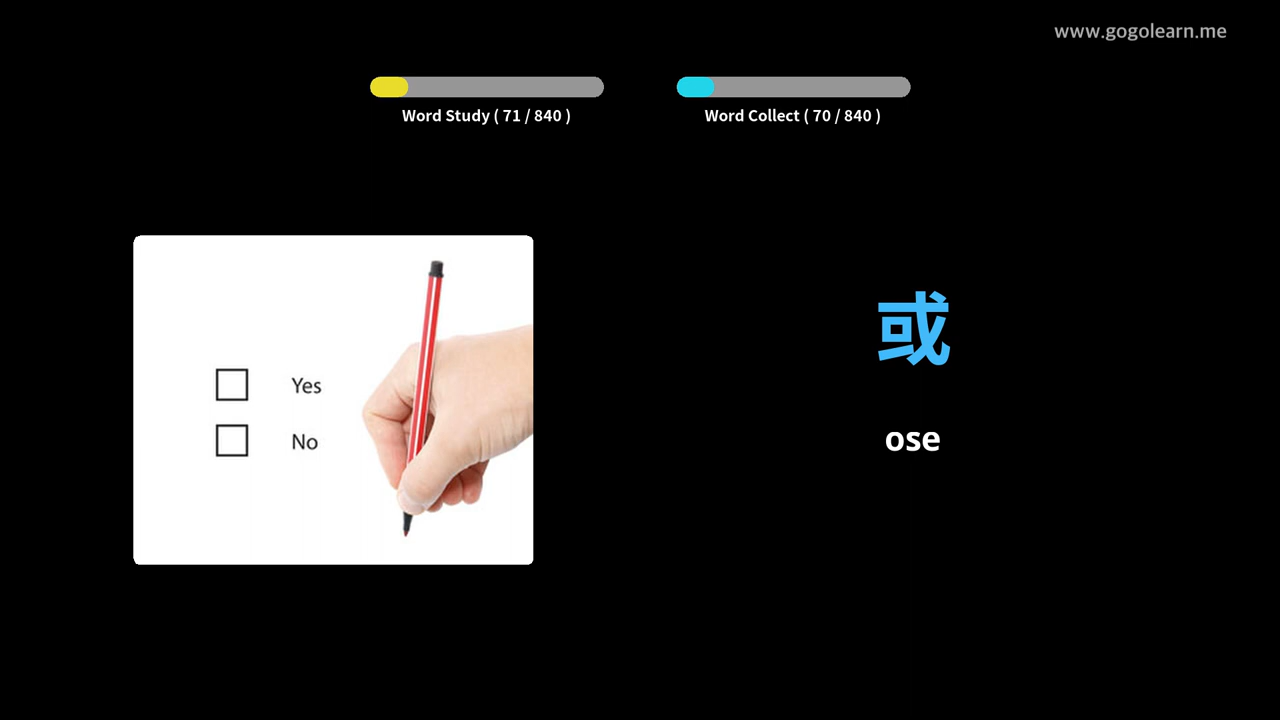 www.gogolearn.me
Word Study ( 71 / 840 )
Word Collect ( 70 / 840 )
Yes
No
或
ose